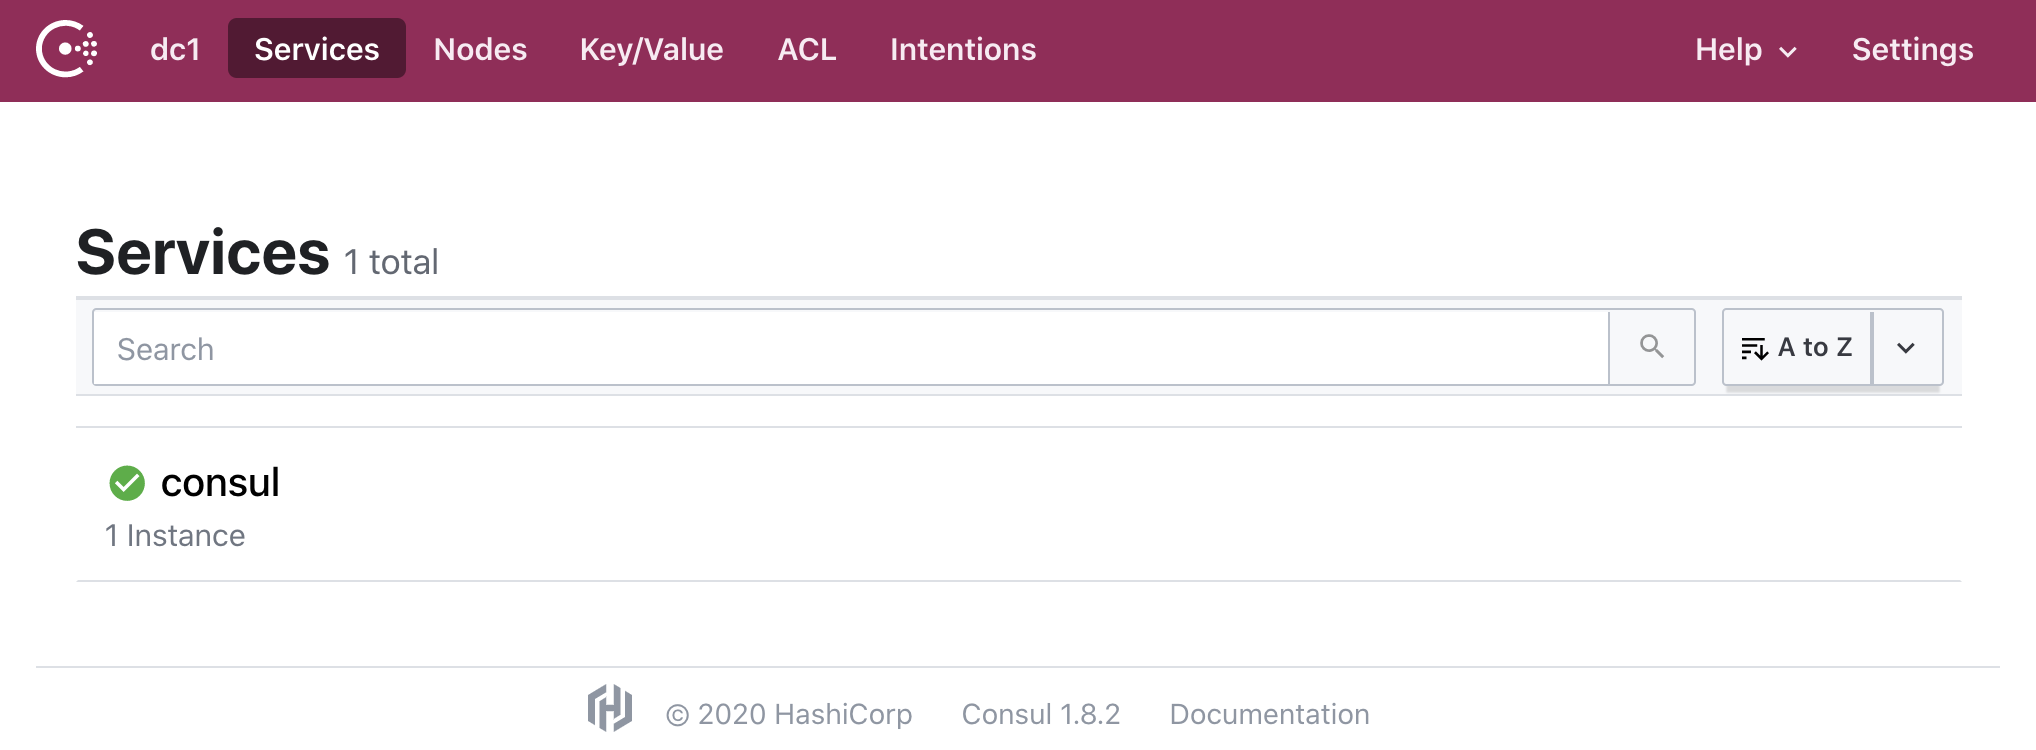 dc1 Services Nodes Key/Value ACL Intentions Help Settings
Services 1 total
Search A to Z
consul
1 Instance
© 2020 HashiCorp Consul 1.8.2 Documentation